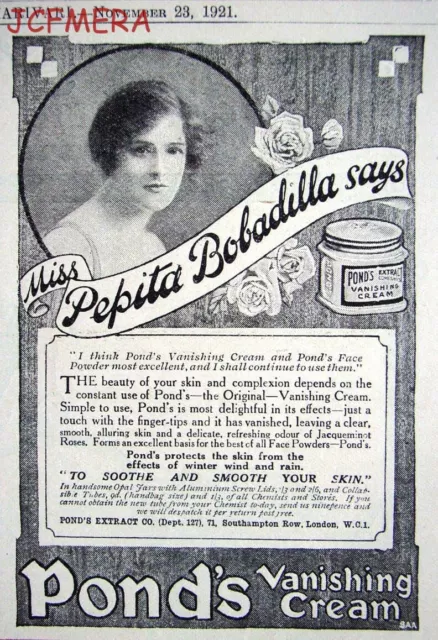 JCFMERA
ARIVARI.—November 23, 1921.
Miss
Pepita Bobadilla says
POND'S EXTRACT
VANISHING
CREAM
"I think Pond's Vanishing Cream and Pond's Face
Powder most excellent, and I shall continue to use them."
THE beauty of your skin and complexion depends on the
constant use of Pond's—the Original—Vanishing Cream.
Simple to use, Pond's is most delightful in its effects—just a
touch with the finger-tips and it has vanished, leaving a clear,
smooth, alluring skin and a delicate, refreshing odour of Jacqueminot
Roses. Forms an excellent basis for the best of all Face Powders—Pond's.
Pond's protects the skin from the
effects of winter wind and rain.
"TO SOOTHE AND SMOOTH YOUR SKIN."
In handsome Opal Jars with Aluminium Screw Lids, 1/3 and 2/6, and Collap-
sible Tubes, 9d. (handbag size) and 1/3, of all Chemists and Stores. If you
cannot obtain the new tube from your Chemist to-day, send us ninepence and
we will despatch it per return post free.
POND'S EXTRACT CO. (Dept. 127), 71, Southampton Row, London, W.C.1.
Pond's Vanishing
Cream